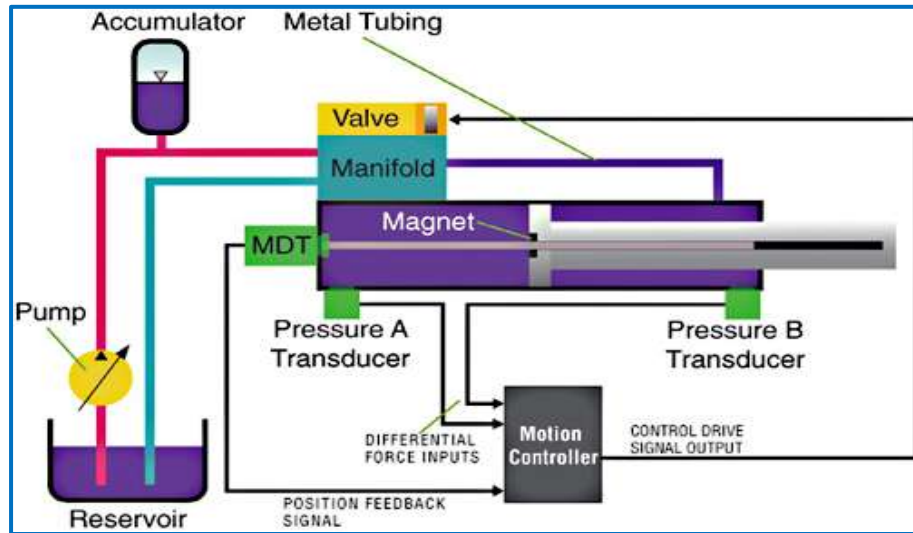 Accumulator
Metal Tubing
Valve
Manifold
Magnet
MDT
Pump
Pressure A
Transducer
Pressure B
Transducer
DIFFERENTIAL
FORCE INPUTS
Motion
Controller
CONTROL DRIVE
SIGNAL OUTPUT
POSITION FEEDBACK
SIGNAL
Reservoir